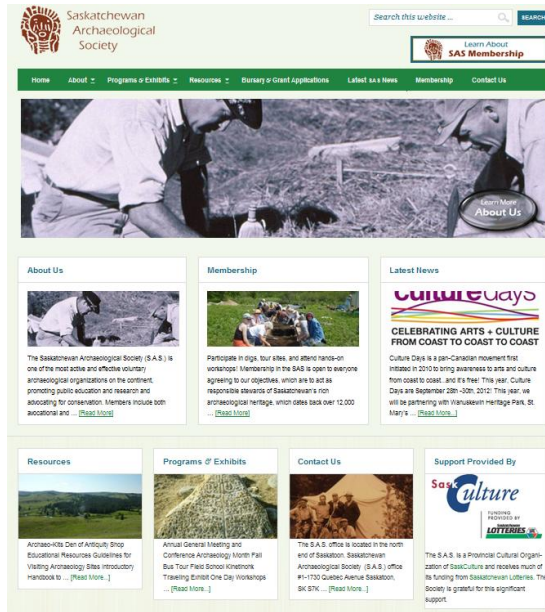 Saskatchewan
Archaeological
Society
Search this website ...
SEARCH
Learn About
SAS Membership
Home About Programs & Exhibits Resources Bursary & Grant Applications Latest SAS News Membership Contact Us
Learn More
About Us
About Us
The Saskatchewan Archaeological Society (S.A.S.) is
one of the most active and effective voluntary
archaeological organizations on the continent,
promoting public education and research and
advocating for conservation. Members include both
avocational and ... [Read More]
Membership
Participate in digs, tour sites, and attend hands-on
workshops! Membership in the SAS is open to everyone
agreeing to our objectives, which are to act as
responsible stewards of Saskatchewan's rich
archaeological heritage, which dates back over 12,000
... [Read More]
Latest News
culturedays
CELEBRATING ARTS + CULTURE
FROM COAST TO COAST TO COAST
Culture Days is a pan-Canadian movement first
initiated in 2010 to bring awareness to arts and culture
from coast to coast...and it's free! This year, Culture
Days are September 28th -30th, 2012! This year, we
will be partnering with Wanuskewin Heritage Park, St.
Mary's ... [Read More...]
Resources
Archaeo-Kits Den of Antiquity Shop
Educational Resources Guidelines for
Visiting Archaeology Sites Introductory
Handbook to ... [Read More...]
Programs & Exhibits
Annual General Meeting and
Conference Archaeology Month Fall
Bus Tour Field School Kinetinonk
Traveling Exhibit One Day Workshops
... [Read More...]
Contact Us
The S.A.S. office is located in the north
end of Saskatoon. Saskatchewan
Archaeological Society (S.A.S.) office
#1-1730 Quebec Avenue Saskatoon,
SK S7K ... [Read More...]
Support Provided By
Sask Culture
FUNDING
PROVIDED BY
LOTTERIES
The S.A.S. is a Provincial Cultural Organi-
zation of SaskCulture and receives much of
its funding from Saskatchewan Lotteries. The
Society is grateful for this significant
support.